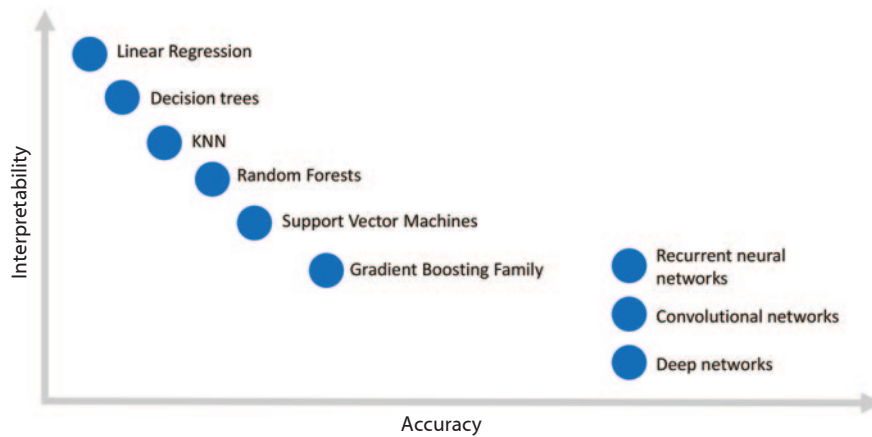 Linear Regression
Decision trees
KNN
Random Forests
Support Vector Machines
Gradient Boosting Family
Recurrent neural
networks
Convolutional networks
Deep networks
Interpretability
Accuracy